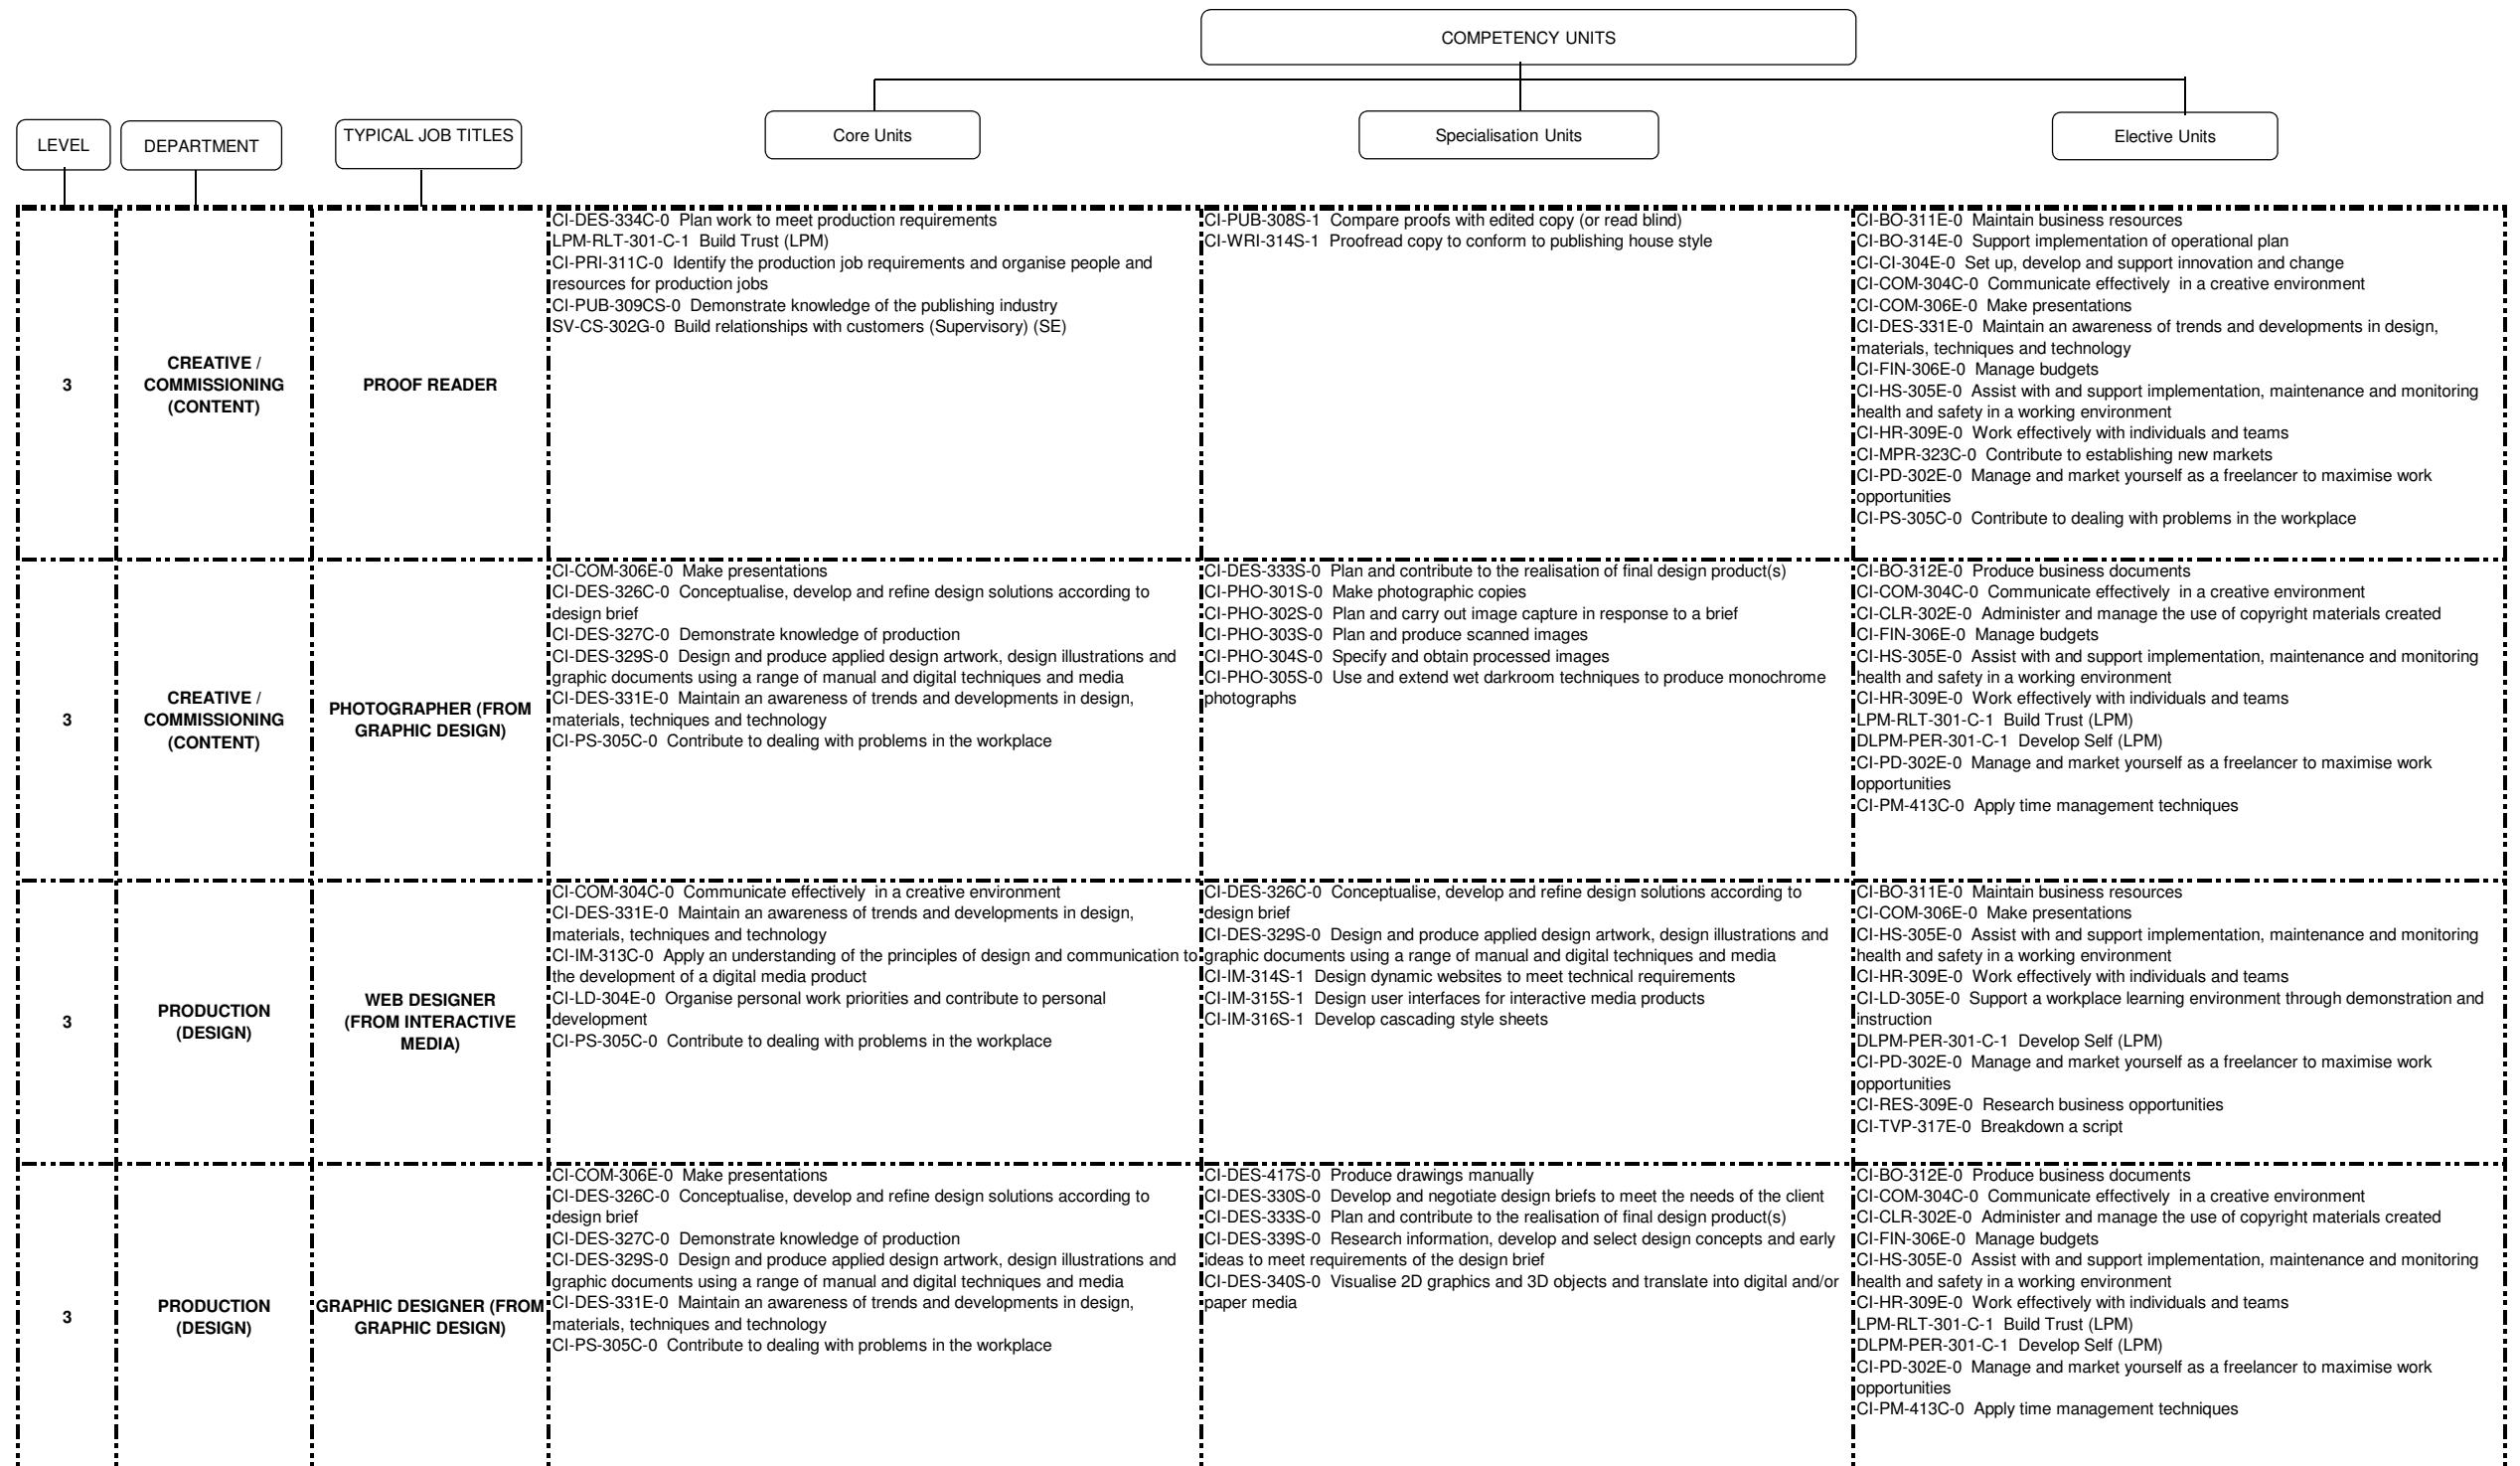 COMPETENCY UNITS
LEVEL
DEPARTMENT
TYPICAL JOB TITLES
Core Units
Specialisation Units
Elective Units
3
CREATIVE /
COMMISSIONING
(CONTENT)
PROOF READER
CI-DES-334C-0 Plan work to meet production requirements
LPM-RLT-301-C-1 Build Trust (LPM)
CI-PRI-311C-0 Identify the production job requirements and organise people and
resources for production jobs
CI-PUB-309CS-0 Demonstrate knowledge of the publishing industry
SV-CS-302G-0 Build relationships with customers (Supervisory) (SE)
CI-PUB-308S-1 Compare proofs with edited copy (or read blind)
CI-WRI-314S-1 Proofread copy to conform to publishing house style
CI-BO-311E-0 Maintain business resources
CI-BO-314E-0 Support implementation of operational plan
CI-CI-304E-0 Set up, develop and support innovation and change
CI-COM-304C-0 Communicate effectively in a creative environment
CI-COM-306E-0 Make presentations
CI-DES-331E-0 Maintain an awareness of trends and developments in design,
materials, techniques and technology
CI-FIN-306E-0 Manage budgets
CI-HS-305E-0 Assist with and support implementation, maintenance and monitoring
health and safety in a working environment
CI-HR-309E-0 Work effectively with individuals and teams
CI-MPR-323C-0 Contribute to establishing new markets
CI-PD-302E-0 Manage and market yourself as a freelancer to maximise work
opportunities
CI-PS-305C-0 Contribute to dealing with problems in the workplace
3
CREATIVE /
COMMISSIONING
(CONTENT)
PHOTOGRAPHER (FROM
GRAPHIC DESIGN)
CI-COM-306E-0 Make presentations
CI-DES-326C-0 Conceptualise, develop and refine design solutions according to
design brief
CI-DES-327C-0 Demonstrate knowledge of production
CI-DES-329S-0 Design and produce applied design artwork, design illustrations and
graphic documents using a range of manual and digital techniques and media
CI-DES-331E-0 Maintain an awareness of trends and developments in design,
materials, techniques and technology
CI-PS-305C-0 Contribute to dealing with problems in the workplace
CI-DES-333S-0 Plan and contribute to the realisation of final design product(s)
CI-PHO-301S-0 Make photographic copies
CI-PHO-302S-0 Plan and carry out image capture in response to a brief
CI-PHO-303S-0 Plan and produce scanned images
CI-PHO-304S-0 Specify and obtain processed images
CI-PHO-305S-0 Use and extend wet darkroom techniques to produce monochrome
photographs
CI-BO-312E-0 Produce business documents
CI-COM-304C-0 Communicate effectively in a creative environment
CI-CLR-302E-0 Administer and manage the use of copyright materials created
CI-FIN-306E-0 Manage budgets
CI-HS-305E-0 Assist with and support implementation, maintenance and monitoring
health and safety in a working environment
CI-HR-309E-0 Work effectively with individuals and teams
LPM-RLT-301-C-1 Build Trust (LPM)
DLPM-PER-301-C-1 Develop Self (LPM)
CI-PD-302E-0 Manage and market yourself as a freelancer to maximise work
opportunities
CI-PM-413C-0 Apply time management techniques
3
PRODUCTION
(DESIGN)
WEB DESIGNER
(FROM INTERACTIVE
MEDIA)
CI-COM-304C-0 Communicate effectively in a creative environment
CI-DES-331E-0 Maintain an awareness of trends and developments in design,
materials, techniques and technology
CI-IM-313C-0 Apply an understanding of the principles of design and communication to
the development of a digital media product
CI-LD-304E-0 Organise personal work priorities and contribute to personal
development
CI-PS-305C-0 Contribute to dealing with problems in the workplace
CI-DES-326C-0 Conceptualise, develop and refine design solutions according to
design brief
CI-DES-329S-0 Design and produce applied design artwork, design illustrations and
graphic documents using a range of manual and digital techniques and media
CI-IM-314S-1 Design dynamic websites to meet technical requirements
CI-IM-315S-1 Design user interfaces for interactive media products
CI-IM-316S-1 Develop cascading style sheets
CI-BO-311E-0 Maintain business resources
CI-COM-306E-0 Make presentations
CI-HS-305E-0 Assist with and support implementation, maintenance and monitoring
health and safety in a working environment
CI-HR-309E-0 Work effectively with individuals and teams
CI-LD-305E-0 Support a workplace learning environment through demonstration and
instruction
DLPM-PER-301-C-1 Develop Self (LPM)
CI-PD-302E-0 Manage and market yourself as a freelancer to maximise work
opportunities
CI-RES-309E-0 Research business opportunities
CI-TVP-317E-0 Breakdown a script
3
PRODUCTION
(DESIGN)
GRAPHIC DESIGNER (FROM
GRAPHIC DESIGN)
CI-COM-306E-0 Make presentations
CI-DES-326C-0 Conceptualise, develop and refine design solutions according to
design brief
CI-DES-327C-0 Demonstrate knowledge of production
CI-DES-329S-0 Design and produce applied design artwork, design illustrations and
graphic documents using a range of manual and digital techniques and media
CI-DES-331E-0 Maintain an awareness of trends and developments in design,
materials, techniques and technology
CI-PS-305C-0 Contribute to dealing with problems in the workplace
CI-DES-417S-0 Produce drawings manually
CI-DES-330S-0 Develop and negotiate design briefs to meet the needs of the client
CI-DES-333S-0 Plan and contribute to the realisation of final design product(s)
CI-DES-339S-0 Research information, develop and select design concepts and early
ideas to meet requirements of the design brief
CI-DES-340S-0 Visualise 2D graphics and 3D objects and translate into digital and/or
paper media
CI-BO-312E-0 Produce business documents
CI-COM-304C-0 Communicate effectively in a creative environment
CI-CLR-302E-0 Administer and manage the use of copyright materials created
CI-FIN-306E-0 Manage budgets
CI-HS-305E-0 Assist with and support implementation, maintenance and monitoring
health and safety in a working environment
CI-HR-309E-0 Work effectively with individuals and teams
LPM-RLT-301-C-1 Build Trust (LPM)
DLPM-PER-301-C-1 Develop Self (LPM)
CI-PD-302E-0 Manage and market yourself as a freelancer to maximise work
opportunities
CI-PM-413C-0 Apply time management techniques